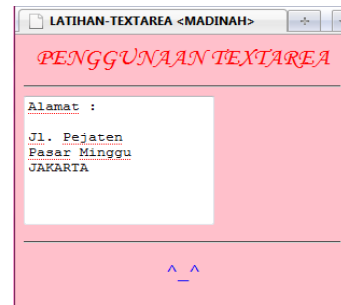 LATIHAN-TEXTAREA <MADINAH>
PENGGUNAAN TEXTAREA
Alamat :
Jl. Pejaten
Pasar Minggu
JAKARTA
^_^